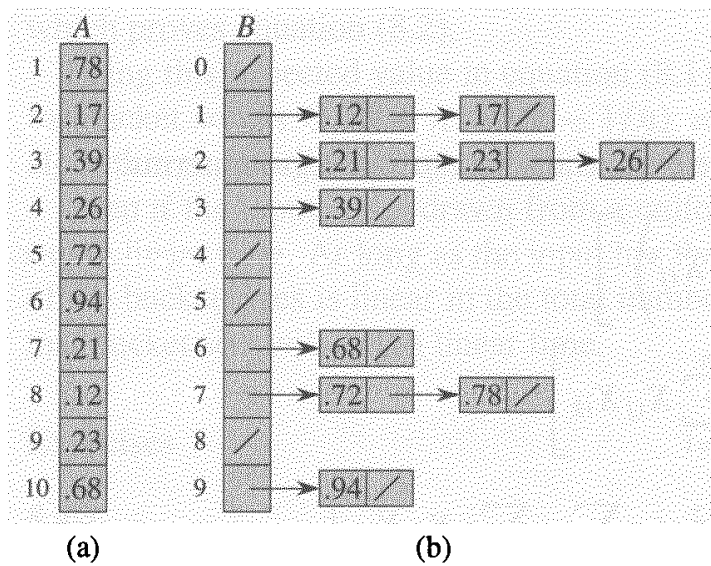 A B
1 .78 0 /
2 .17 1 .12 .17 /
3 .39 2 .21 .23 .26 /
4 .26 3 .39 /
5 .72 4 /
6 .94 5 /
7 .21 6 .68 /
8 .12 7 .72 .78 /
9 .23 8 /
10 .68 9 .94 /
(a) (b)